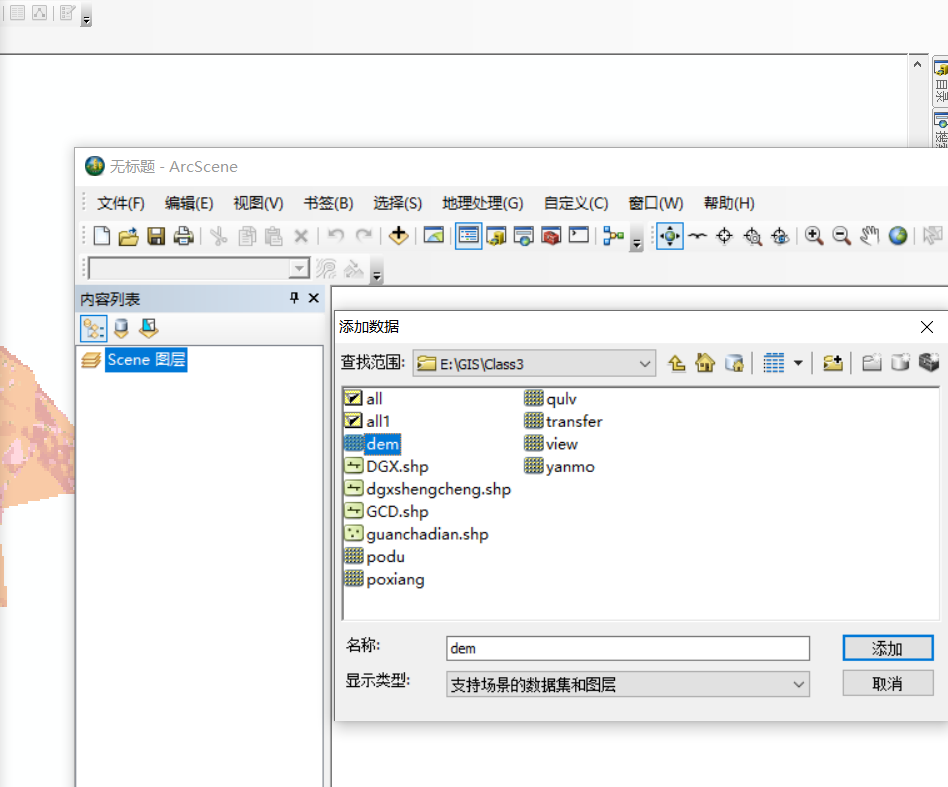 无标题 - ArcScene
文件(F) 编辑(E) 视图(V) 书签(B) 选择(S) 地理处理(G) 自定义(C) 窗口(W) 帮助(H)
内容列表
Scene 图层
添加数据
查找范围: E:\GIS\Class3
all
all1
dem
DGX.shp
dgxshengcheng.shp
GCD.shp
guanchadian.shp
podu
poxiang
qulv
transfer
view
yanmo
名称: dem 添加
显示类型: 支持场景的数据集和图层 取消